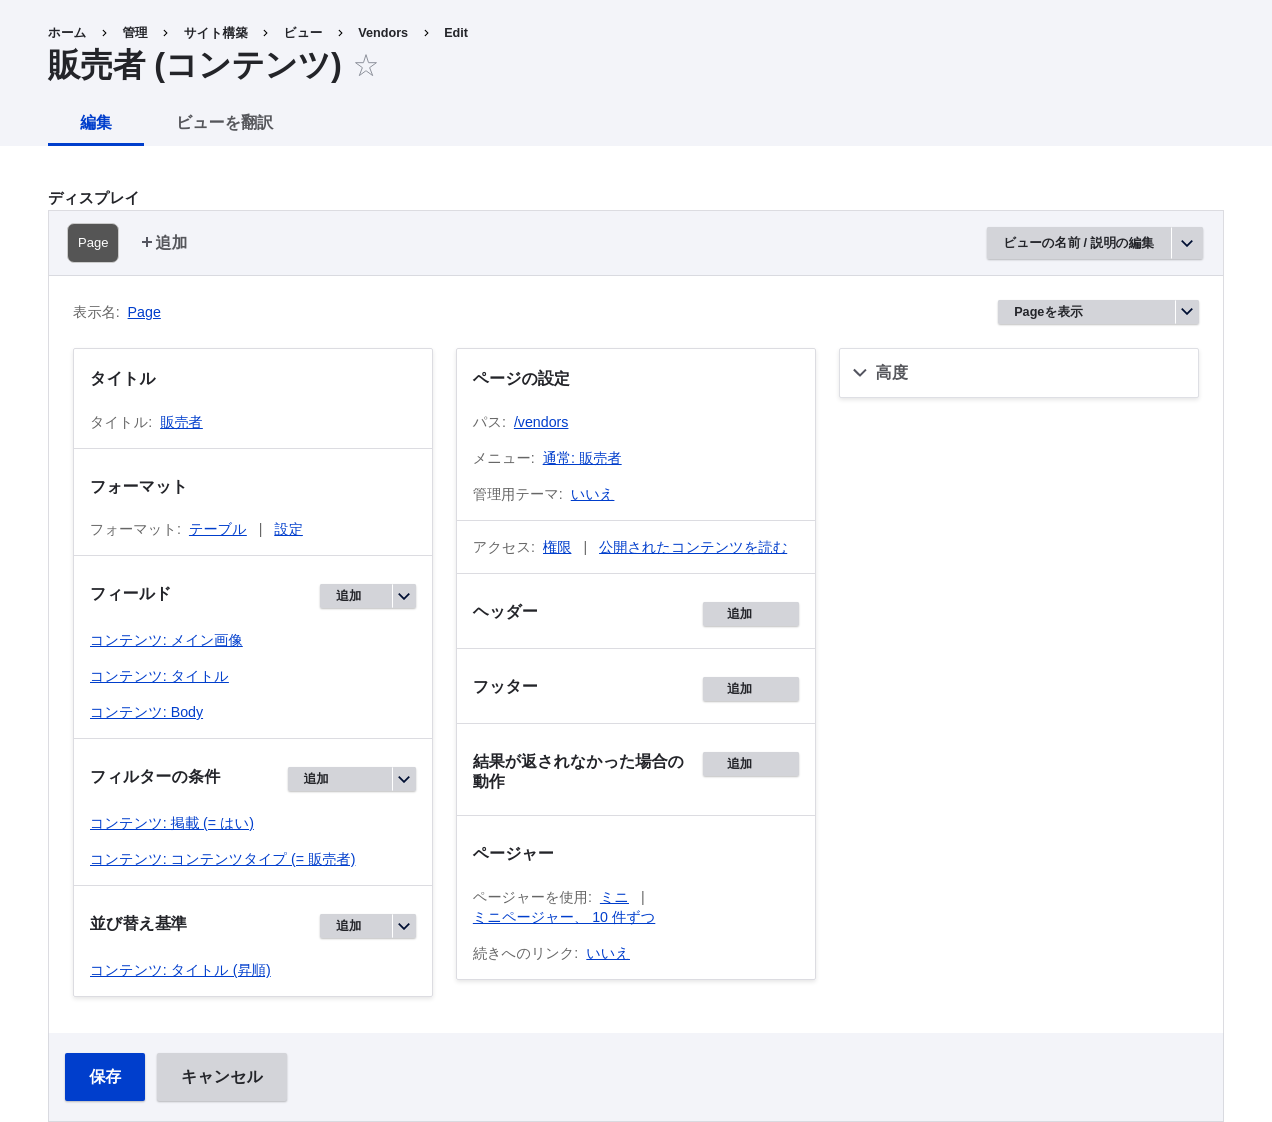 ホーム > 管理 > サイト構築 > ビュー > Vendors > Edit
販売者 (コンテンツ)
編集 ビューを翻訳
ディスプレイ
Page +追加 ビューの名前 / 説明の編集
表示名: Page Pageを表示
タイトル
タイトル: 販売者
フォーマット
フォーマット: テーブル | 設定
フィールド 追加
コンテンツ: メイン画像
コンテンツ: タイトル
コンテンツ: Body
フィルターの条件 追加
コンテンツ: 掲載 (= はい)
コンテンツ: コンテンツタイプ (= 販売者)
並び替え基準 追加
コンテンツ: タイトル (昇順)
ページの設定
パス: /vendors
メニュー: 通常: 販売者
管理用テーマ: いいえ
アクセス: 権限 | 公開されたコンテンツを読む
ヘッダー 追加
フッター 追加
結果が返されなかった場合の 追加
動作
ページャー
ページャーを使用: ミニ |
ミニページャー、 10 件ずつ
続きへのリンク: いいえ
高度
保存 キャンセル